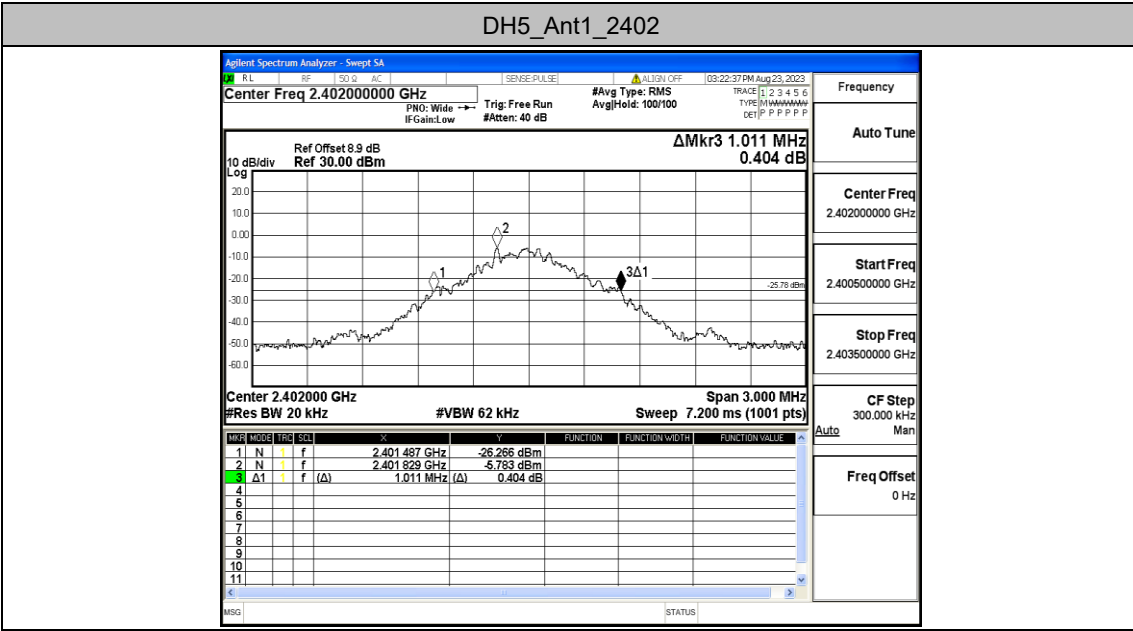 DH5_Ant1_2402
Agilent Spectrum Analyzer - Swept SA
RL RF 50 Ω AC SENSE:PULSE ALIGN OFF 03:22:37 PM Aug 23, 2023
Center Freq 2.402000000 GHz
PNO: Wide
IFGain:Low
Trig: Free Run
#Atten: 40 dB
#Avg Type: RMS
Avg|Hold: 100/100
TRACE 1 2 3 4 5 6
TYPE M WWWWW
DET P P P P P P
ΔMkr3 1.011 MHz
0.404 dB
Ref Offset 8.9 dB
10 dB/div Ref 30.00 dBm
Log
20.0
10.0
0.00
-10.0
-20.0
-30.0
-40.0
-50.0
-60.0
1
2
3Δ1
-25.78 dBm
Center 2.402000 GHz Span 3.000 MHz
#Res BW 20 kHz #VBW 62 kHz Sweep 7.200 ms (1001 pts)
MKR MODE TRC SCL X Y FUNCTION FUNCTION WIDTH FUNCTION VALUE
1 N 1 f 2.401 487 GHz -26.266 dBm
2 N 1 f 2.401 829 GHz -5.783 dBm
3 Δ1 1 f (Δ) 1.011 MHz (Δ) 0.404 dB
4
5
6
7
8
9
10
11
MSG STATUS
Frequency
Auto Tune
Center Freq
2.402000000 GHz
Start Freq
2.400500000 GHz
Stop Freq
2.403500000 GHz
CF Step
300.000 kHz
Auto Man
Freq Offset
0 Hz